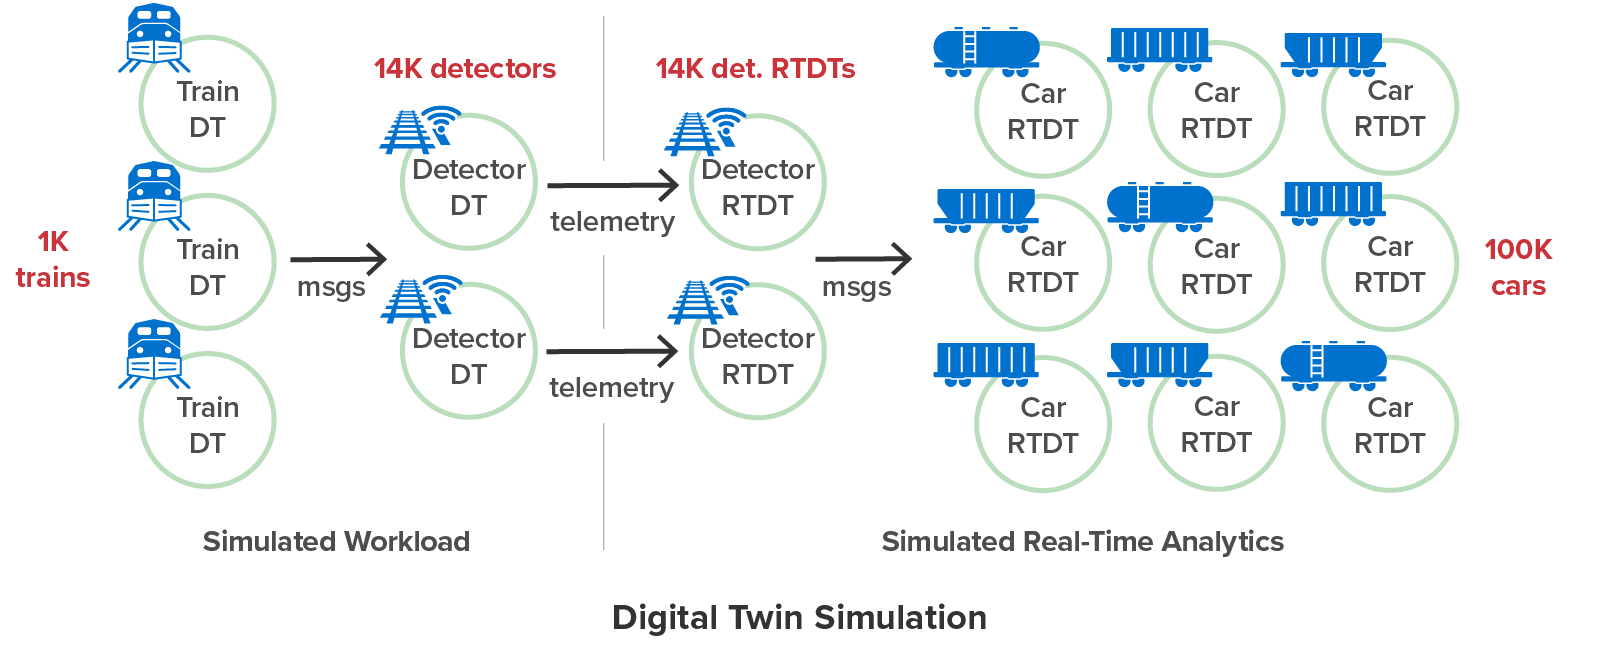 1K
trains
Train
DT
Train
DT
Train
DT
msgs
14K detectors
Detector
DT
Detector
DT
telemetry
telemetry
14K det. RTDTs
Detector
RTDT
Detector
RTDT
msgs
Car
RTDT
Car
RTDT
Car
RTDT
Car
RTDT
Car
RTDT
Car
RTDT
Car
RTDT
Car
RTDT
Car
RTDT
100K
cars
Simulated Workload
Simulated Real-Time Analytics
Digital Twin Simulation